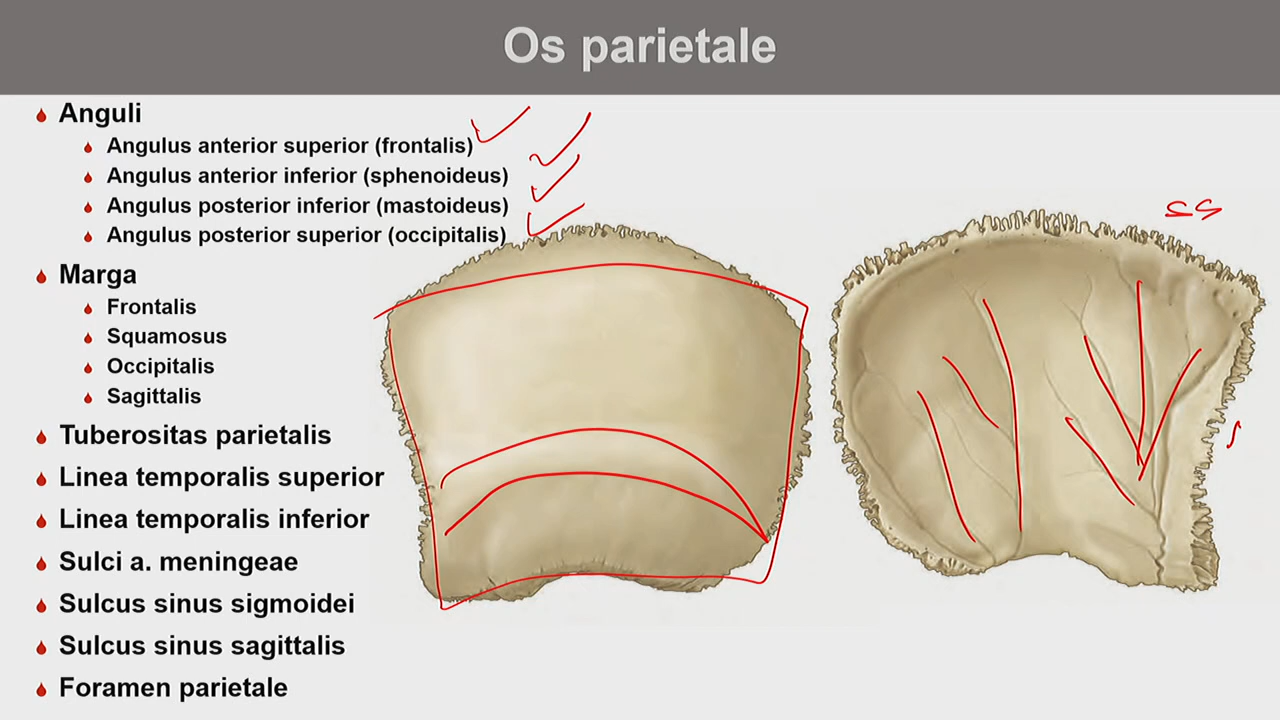 Os parietale
Anguli
Angulus anterior superior (frontalis)
Angulus anterior inferior (sphenoideus)
Angulus posterior inferior (mastoideus)
Angulus posterior superior (occipitalis)
Marga
Frontalis
Squamosus
Occipitalis
Sagittalis
Tuberositas parietalis
Linea temporalis superior
Linea temporalis inferior
Sulci a. meningeae
Sulcus sinus sigmoidei
Sulcus sinus sagittalis
Foramen parietale